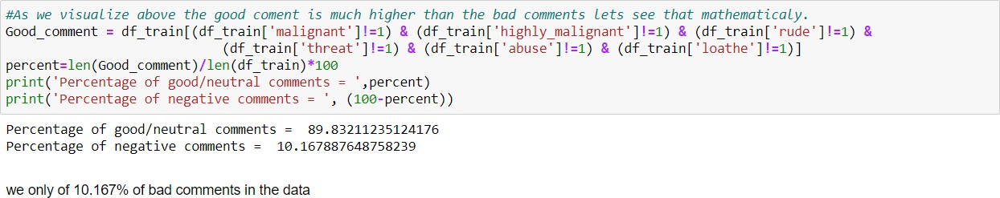 #As we visualize above the good coment is much higher than the bad comments lets see that mathematicaly.
Good_comment = df_train[(df_train['malignant']!=1) & (df_train['highly_malignant']!=1) & (df_train['rude']!=1) &
(df_train['threat']!=1) & (df_train['abuse']!=1) & (df_train['loathe']!=1)]
percent=len(Good_comment)/len(df_train)*100
print('Percentage of good/neutral comments = ',percent)
print('Percentage of negative comments = ', (100-percent))
Percentage of good/neutral comments =  89.83211235124176
Percentage of negative comments =  10.167887648758239
we only of 10.167% of bad comments in the data